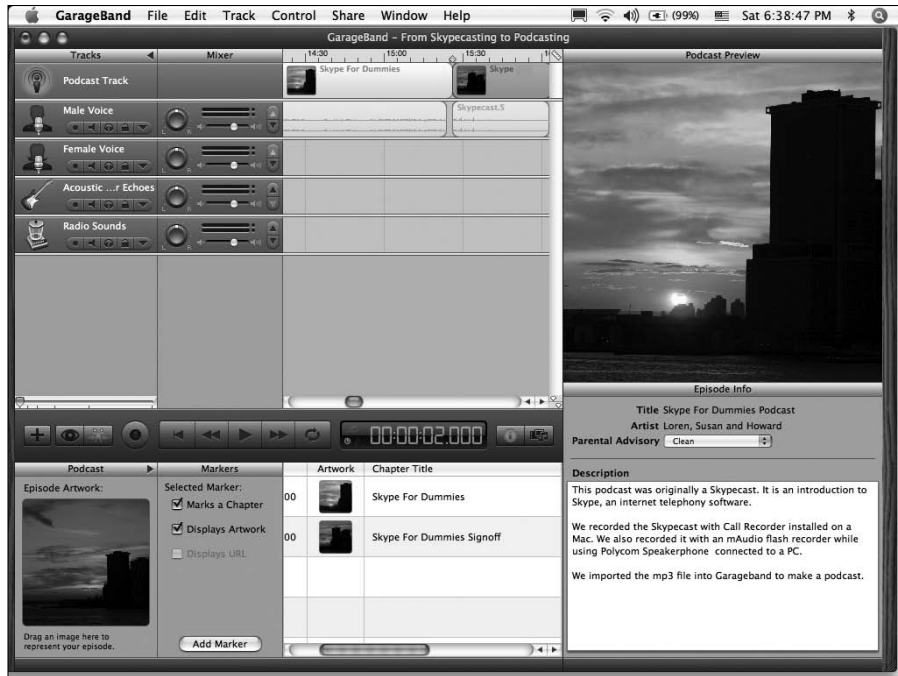 GarageBand File Edit Track Control Share Window Help (99%) Sat 6:38:47 PM
GarageBand – From Skypecasting to Podcasting
Tracks Mixer 14:30 15:00 15:30 Podcast Preview
Podcast Track
Skype For Dummies Skype
Male Voice
Skypecast.5
L R
Female Voice
L R
Acoustic ...r Echoes
L R
Radio Sounds
L R
Episode Info
Title Skype For Dummies Podcast
Artist Loren, Susan and Howard
Parental Advisory Clean
00:00:02.000
Podcast Markers Artwork Chapter Title
Episode Artwork:
Selected Marker:
Marks a Chapter
Displays Artwork
Displays URL
Add Marker
Drag an image here to
represent your episode.
00 Skype For Dummies
00 Skype For Dummies Signoff
Description
This podcast was originally a Skypecast. It is an introduction to
Skype, an internet telephony software.
We recorded the Skypecast with Call Recorder installed on a
Mac. We also recorded it with an mAudio flash recorder while
using Polycom Speakerphone connected to a PC.
We imported the mp3 file into Garageband to make a podcast.